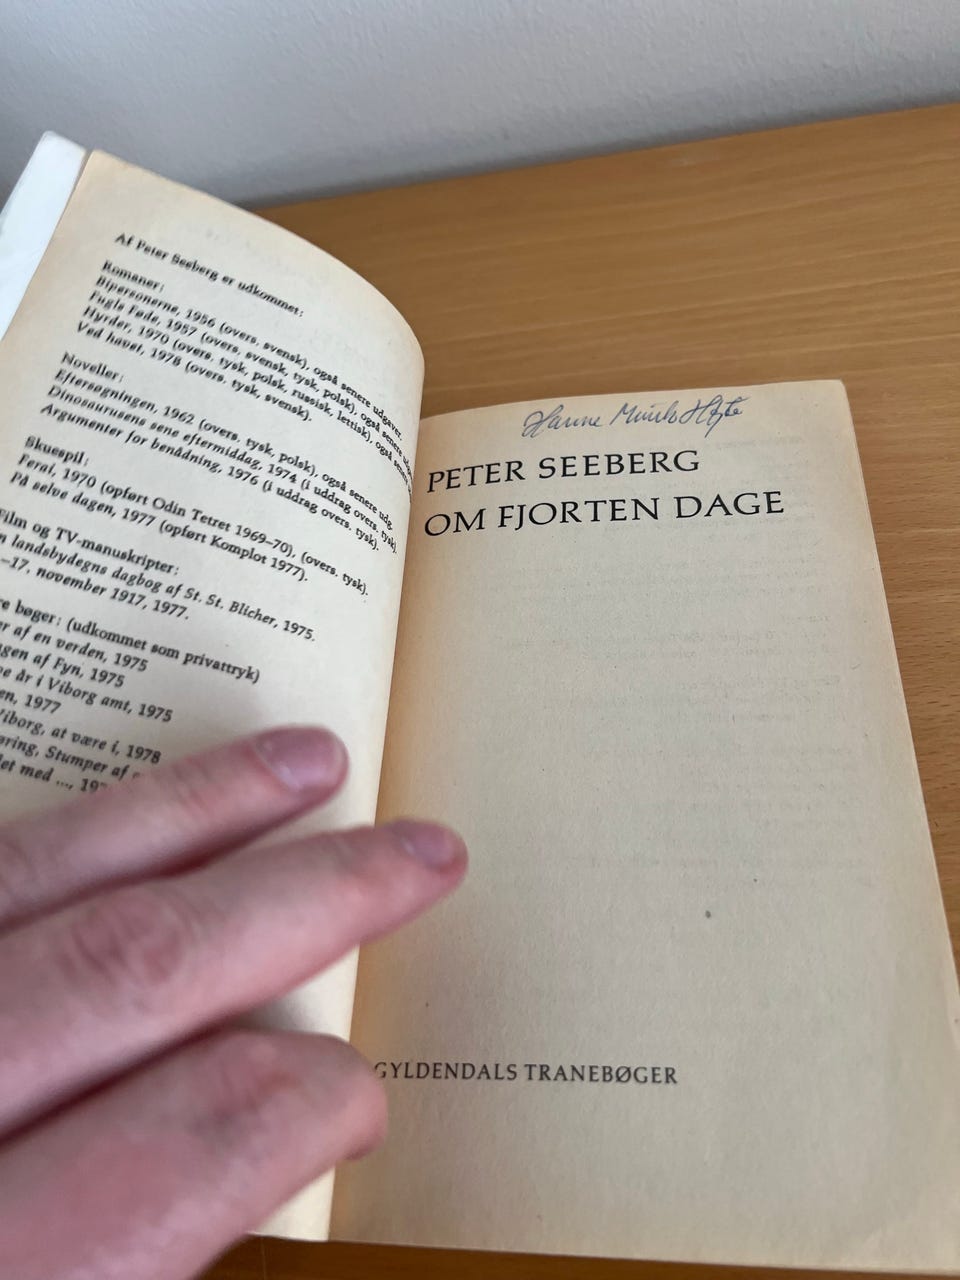 Af Peter Seeberg er udkommet:
Romaner:
Bipersonerne, 1956 (overs. svensk), også senere udgaver.
Fugls Føde, 1957 (overs. svensk, tysk, polsk), også senere
Hyrder, 1970 (overs. tysk, polsk, russisk, lettisk), også senere
Ved havet, 1978 (overs. tysk, svensk).
Noveller:
Eftersøgningen, 1962 (overs. tysk, polsk), også senere udg.
Dinosaurusens sene eftermiddag, 1974 (i uddrag overs. tysk).
Argumenter for benådning, 1976 (i uddrag overs. tysk).
Skuespil:
Ferai, 1970 (opført Odin Tetret 1969–70), (overs. tysk).
På selve dagen, 1977 (opført Komplot 1977).
Film og TV-manuskripter:
landsbydegns dagbog af St. St. Blicher, 1975.
–17. november 1917, 1977.
bøger: (udkommet som privattryk)
af en verden, 1975
af Fyn, 1975
år i Viborg amt, 1975
1977
Viborg, at være i, 1978
Stumper af
med ...,
Hanne
PETER SEEBERG
OM FJORTEN DAGE
GYLDENDALS TRANEBØGER